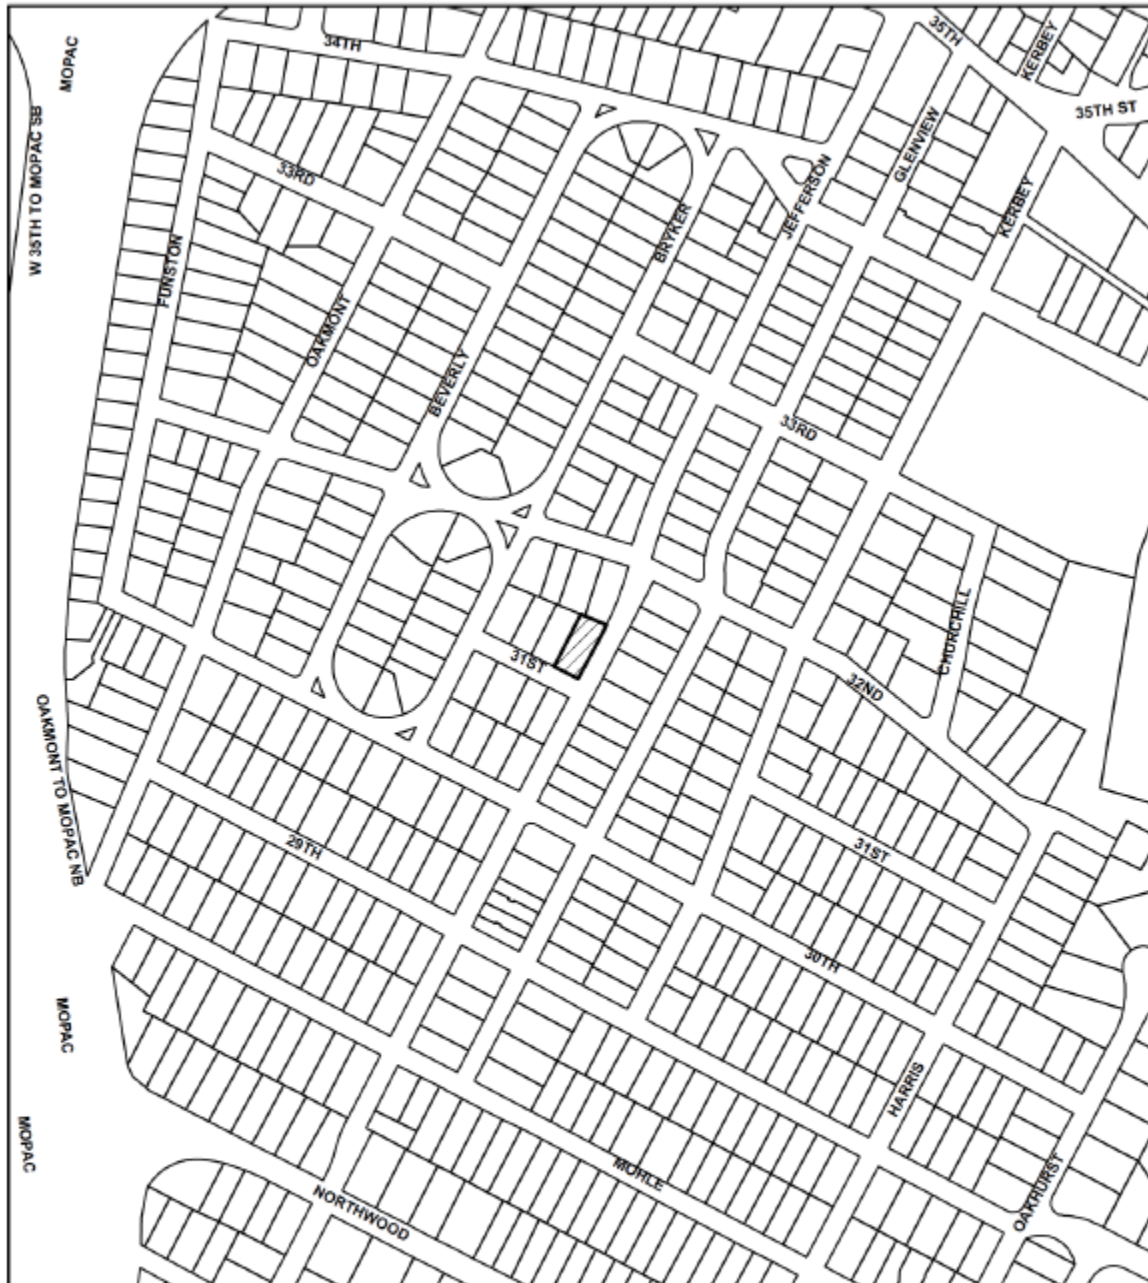 34TH
35TH
KERBEY
MOPAC
35TH ST
W 35TH TO MOPAC SB
GLENVIEW
33RD
JEFFERSON
KERBEY
BRYKER
FUNSTON
OAKMONT
BEVERLY
33RD
CHURCHILL
31ST
32ND
OAKMONT TO MOPAC NB
29TH
31ST
30TH
MOPAC
HARRIS
MOPAC
MOHLE
OAKHURST
NORTHWOOD